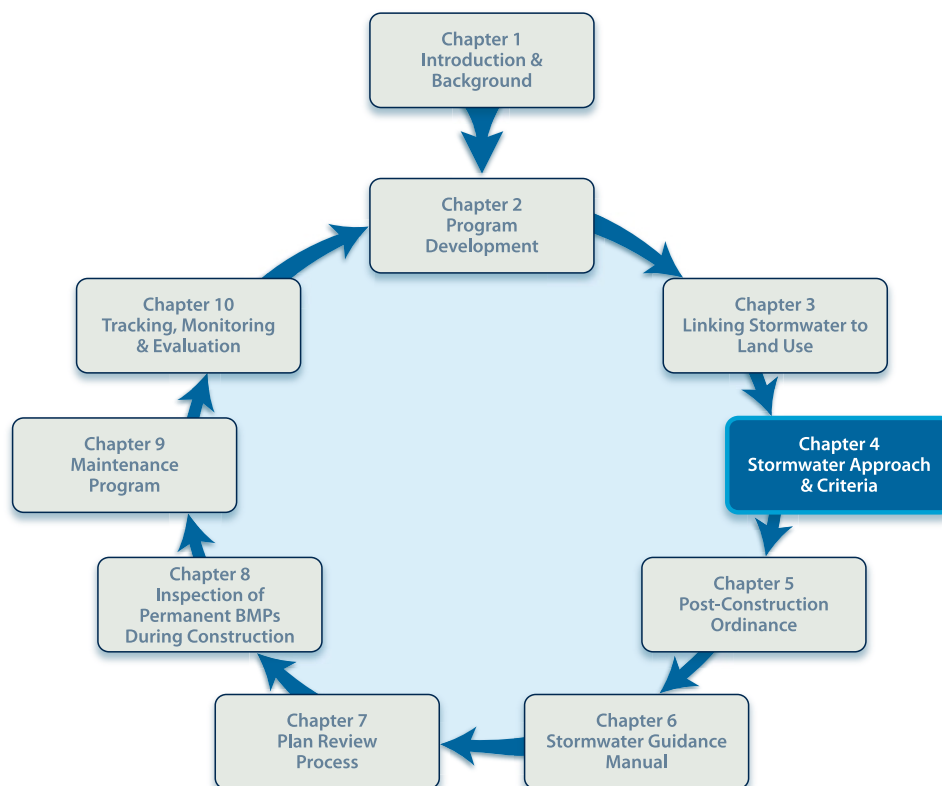 Chapter 1
Introduction &
Background
Chapter 2
Program
Development
Chapter 3
Linking Stormwater to
Land Use
Chapter 4
Stormwater Approach
& Criteria
Chapter 5
Post-Construction
Ordinance
Chapter 6
Stormwater Guidance
Manual
Chapter 7
Plan Review
Process
Chapter 8
Inspection of
Permanent BMPs
During Construction
Chapter 9
Maintenance
Program
Chapter 10
Tracking, Monitoring
& Evaluation